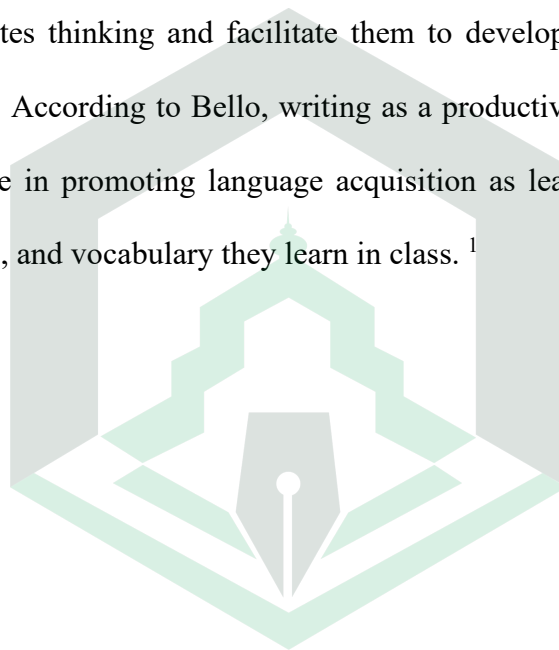 tes thinking and facilitate them to develop
According to Bello, writing as a productiv
e in promoting language acquisition as lea
, and vocabulary they learn in class. 1